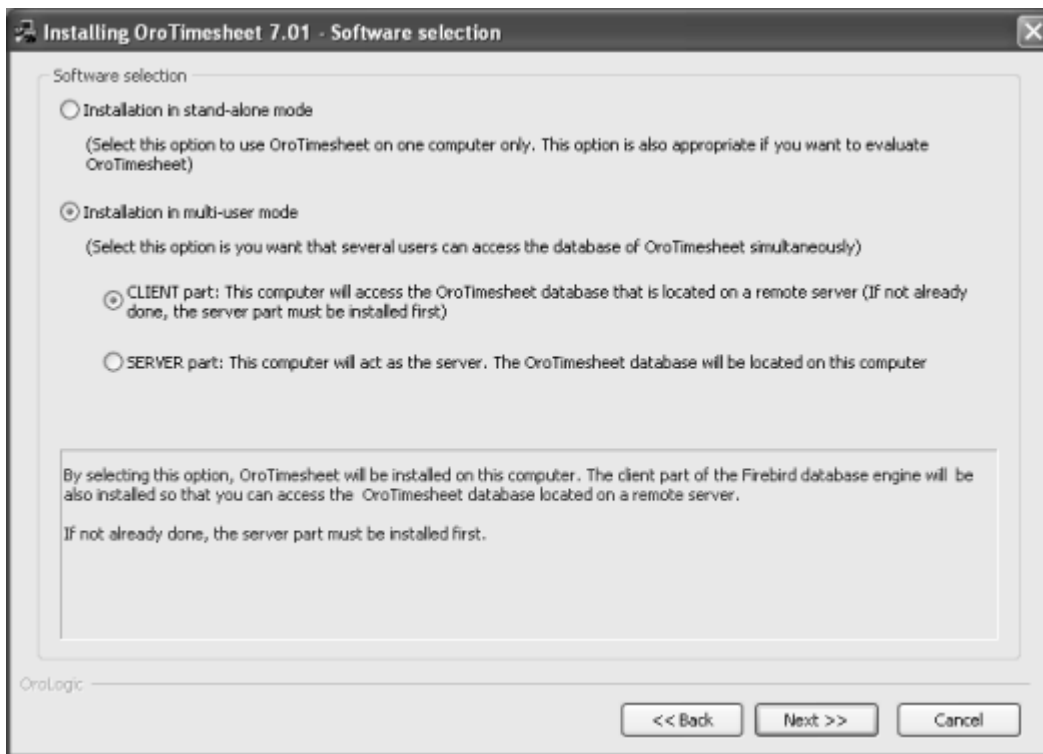 Installing OroTimesheet 7.01 - Software selection
Software selection
Installation in stand-alone mode
(Select this option to use OroTimesheet on one computer only. This option is also appropriate if you want to evaluate
OroTimesheet)
Installation in multi-user mode
(Select this option is you want that several users can access the database of OroTimesheet simultaneously)
CLIENT part: This computer will access the OroTimesheet database that is located on a remote server (If not already
done, the server part must be installed first)
SERVER part: This computer will act as the server. The OroTimesheet database will be located on this computer
By selecting this option, OroTimesheet will be installed on this computer. The client part of the Firebird database engine will be
also installed so that you can access the OroTimesheet database located on a remote server.
If not already done, the server part must be installed first.
OroLogic
<< Back
Next >>
Cancel